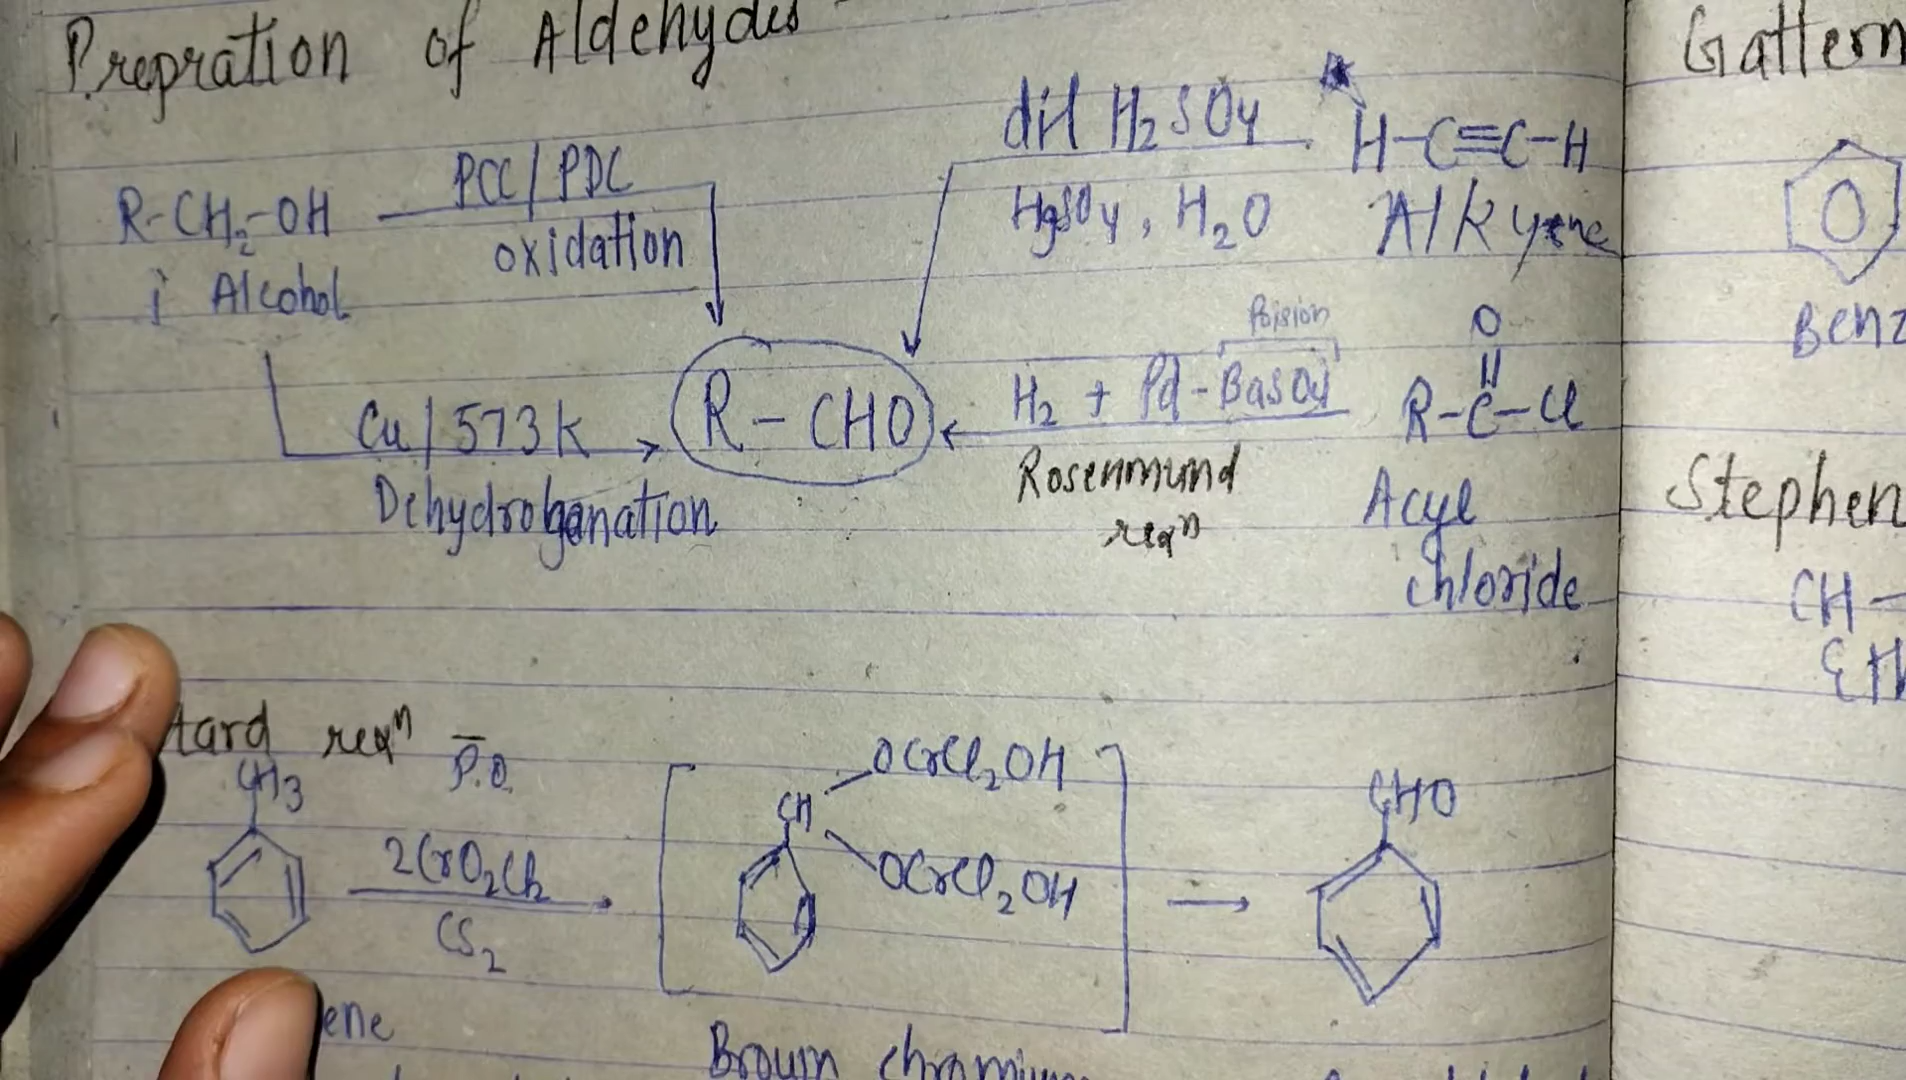 Prepration of Aldehydes
R-CH2-OH
1° Alcohol
PCC/PDC
oxidation
dil H2SO4
HgSO4, H2O
H-C≡C-H
Alkyne
Cu/573K
Dehydrogenation
R-CHO
Poision
H2 + Pd-BaSO4
Rosenmund
reqn
O
R-C-Cl
Acyl
chloride
tard reqn
P.O.
CH3
2CrO2Cl2
CS2
OCrCl2OH
CH
OCrCl2OH
CHO
ene
Brown
Gattern
Benz
Stephen
CH-